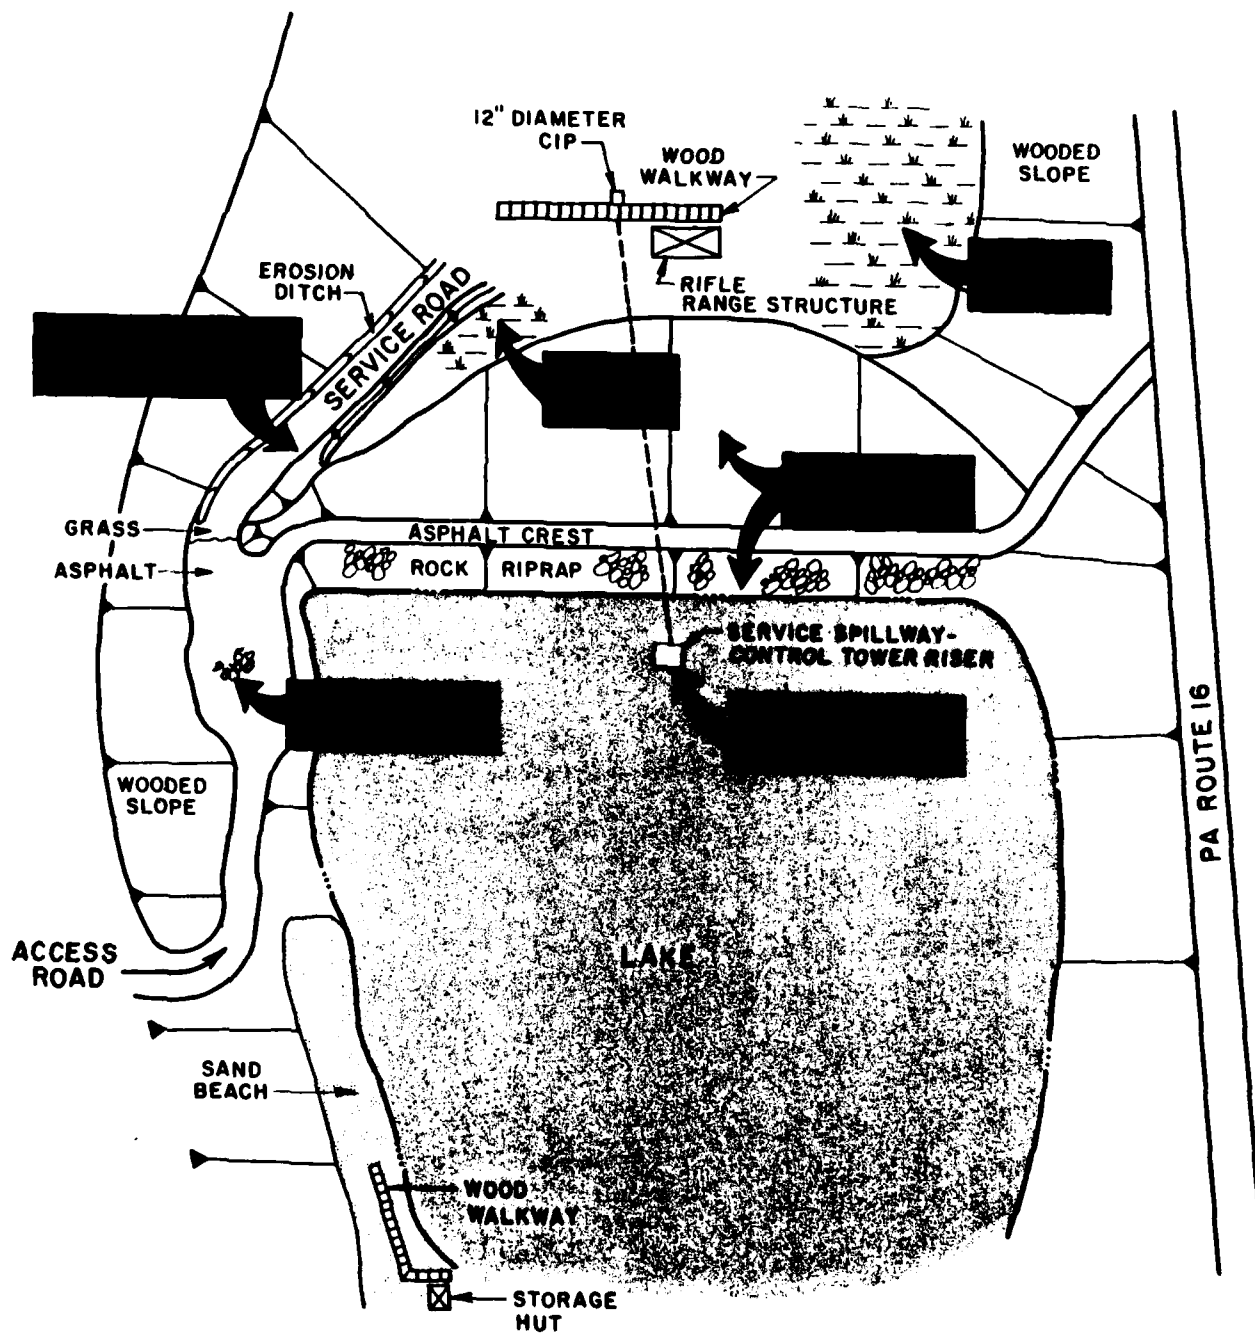 12" DIAMETER
CIP
WOOD
WALKWAY
WOODED
SLOPE
EROSION
DITCH
SERVICE ROAD
RIFLE
RANGE STRUCTURE
GRASS
ASPHALT
ASPHALT CREST
ROCK RIPRAP
SERVICE SPILLWAY-
CONTROL TOWER RISER
PA ROUTE 16
WOODED
SLOPE
ACCESS
ROAD
LAKE
SAND
BEACH
WOOD
WALKWAY
STORAGE
HUT